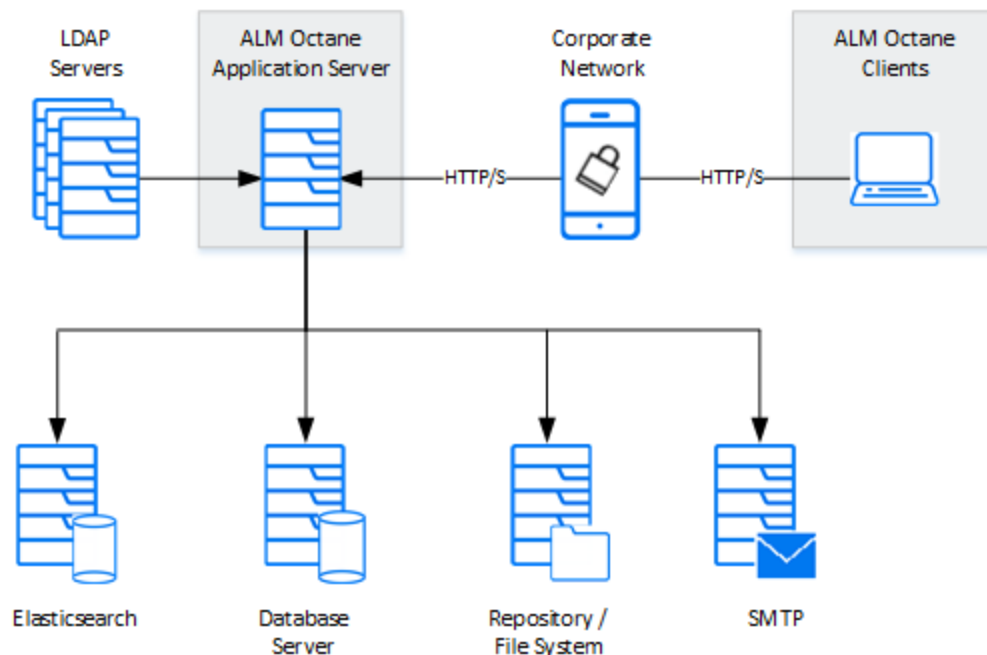 LDAP
Servers
ALM Octane
Application Server
Corporate
Network
ALM Octane
Clients
HTTP/S
HTTP/S
Elasticsearch
Database
Server
Repository /
File System
SMTP